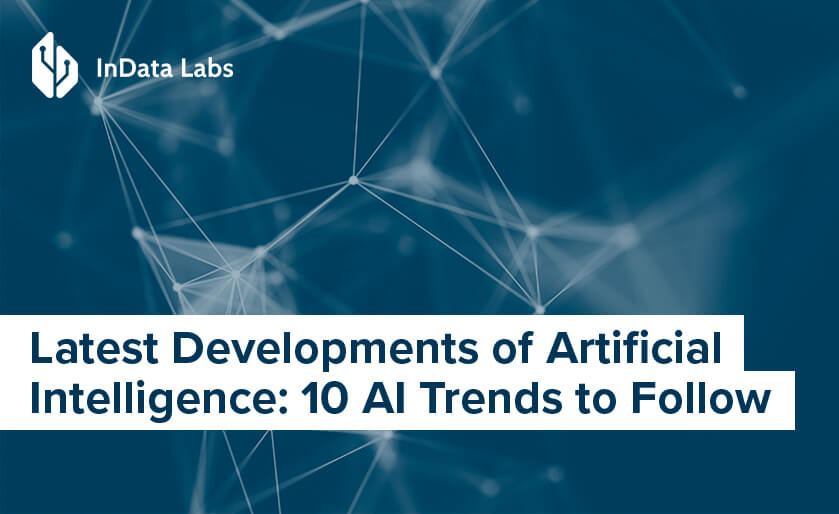 InData Labs
Latest Developments of Artificial
Intelligence: 10 AI Trends to Follow